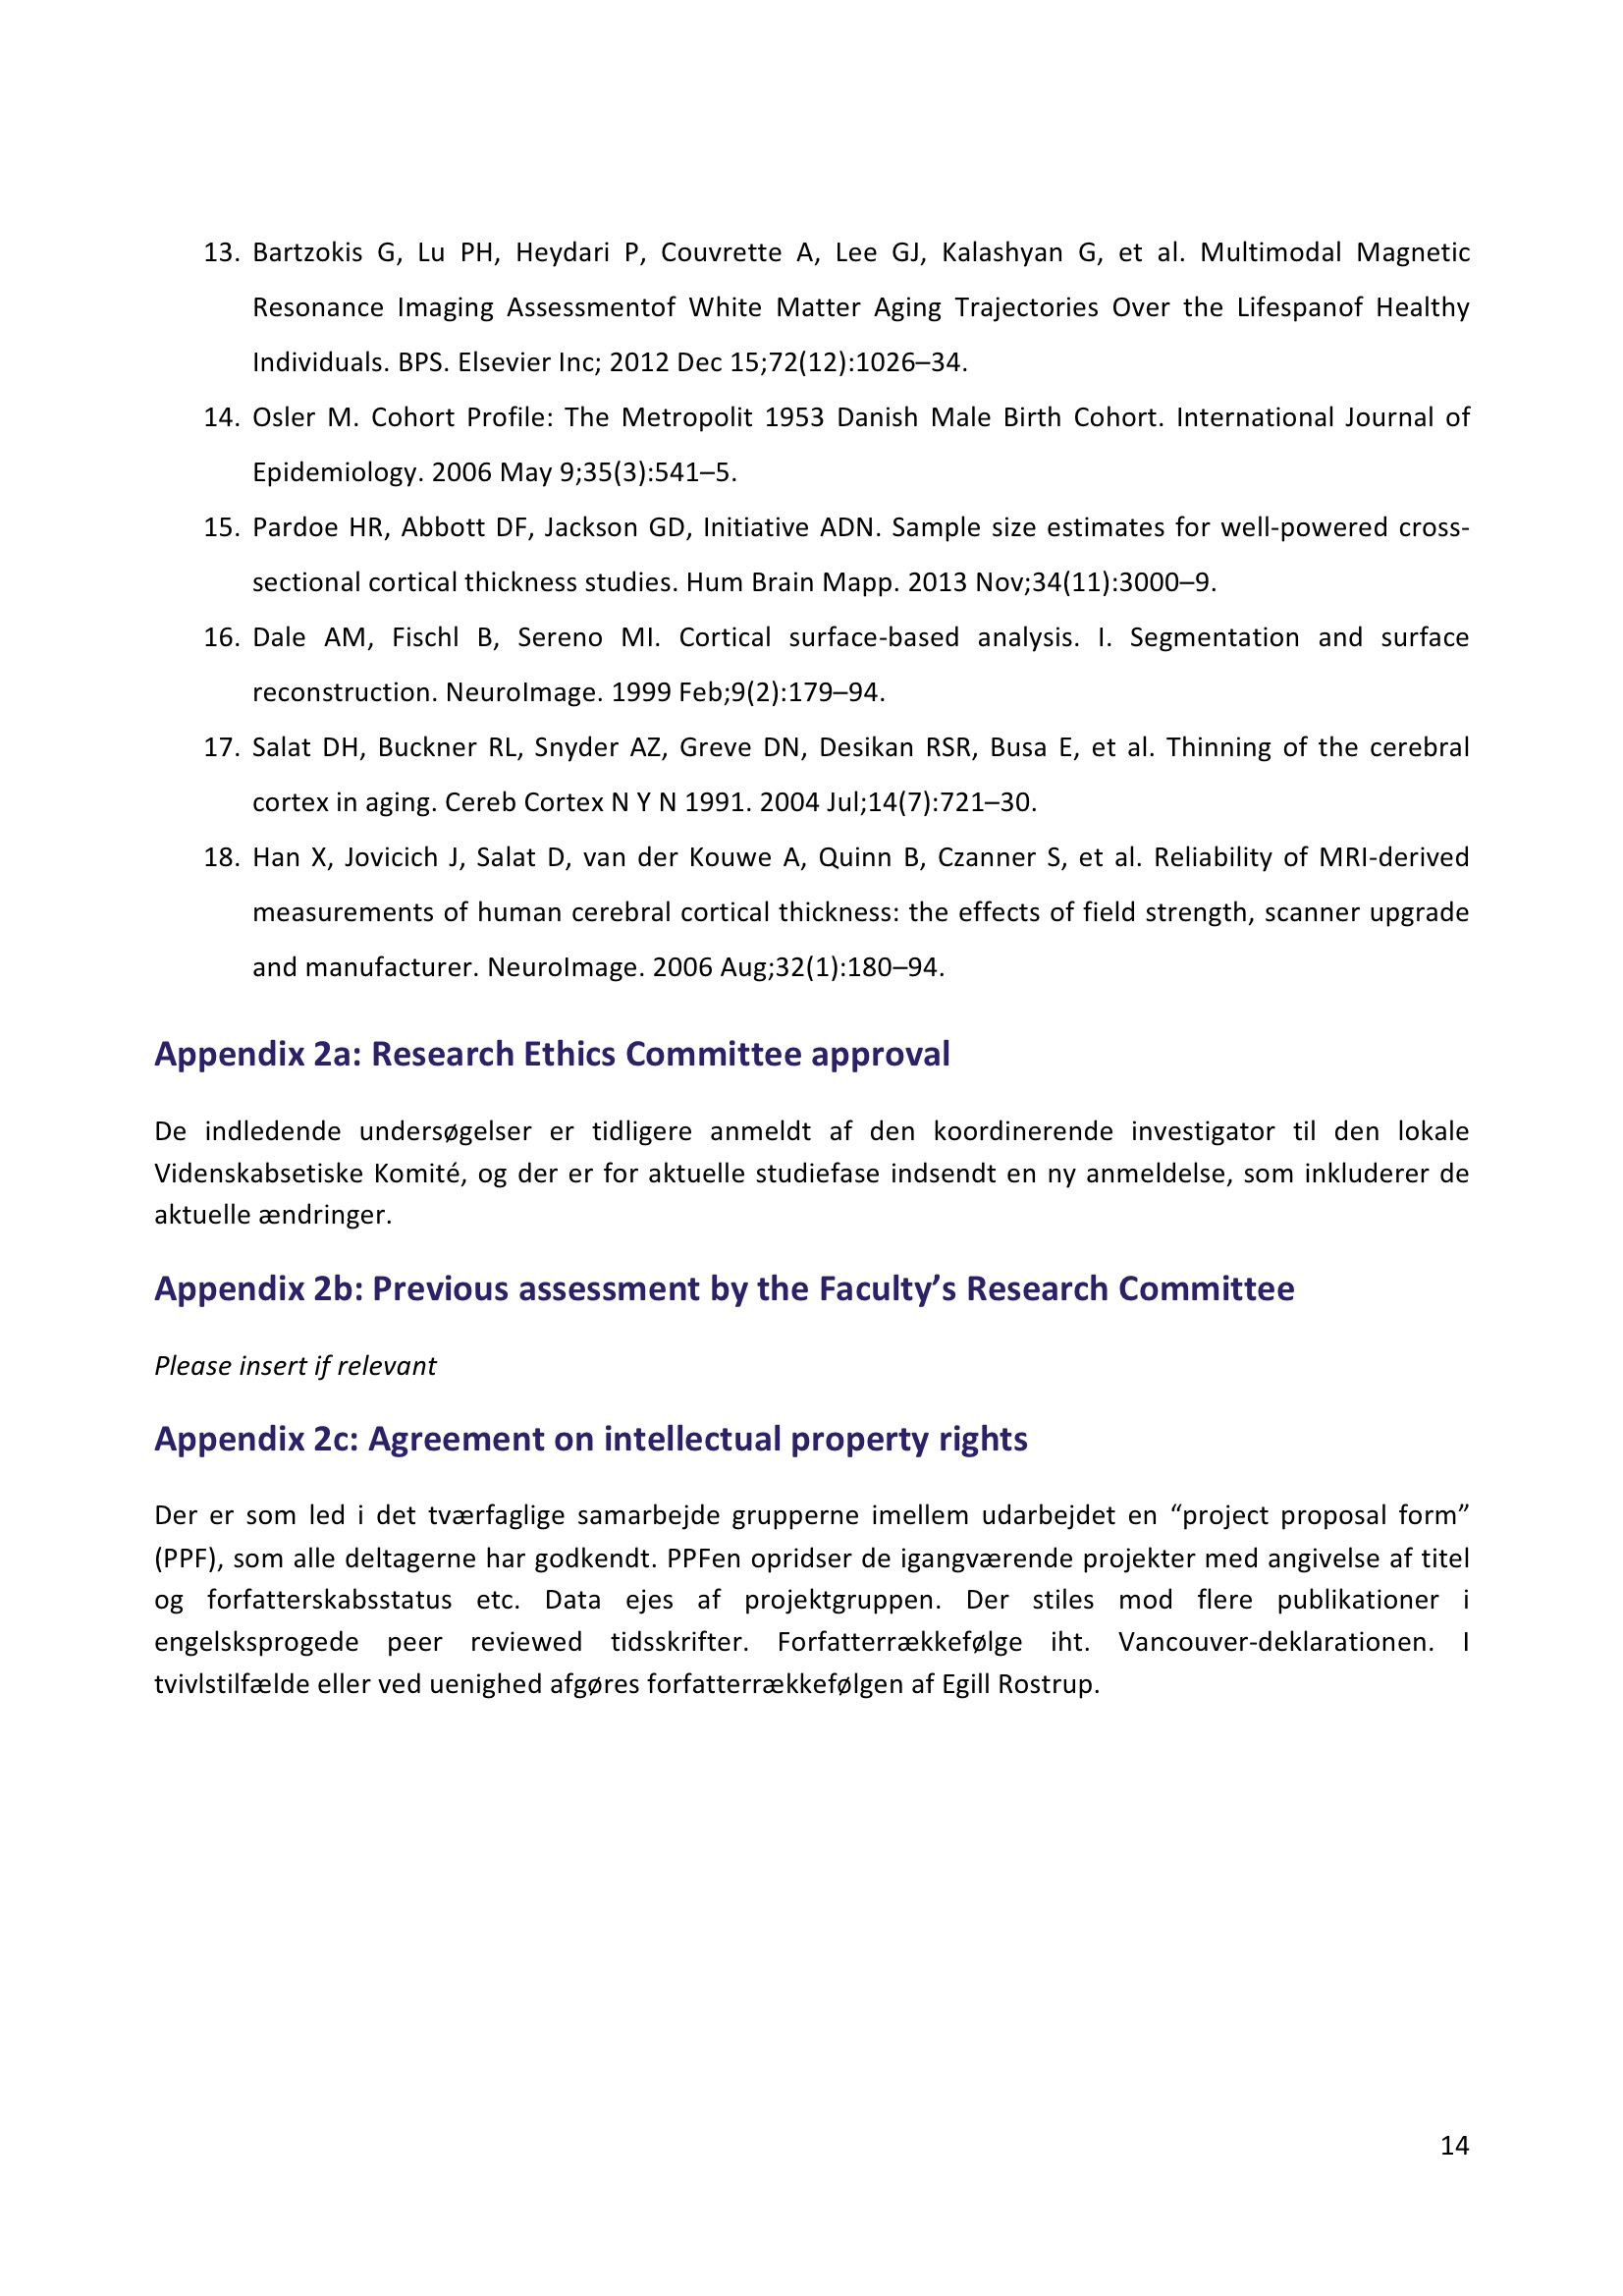 13. Bartzokis G, Lu PH, Heydari P, Couvrette A, Lee GJ, Kalashyan G, et al. Multimodal Magnetic
Resonance Imaging Assessmentof White Matter Aging Trajectories Over the Lifespanof Healthy
Individuals. BPS. Elsevier Inc; 2012 Dec 15;72(12):1026–34.
14. Osler M. Cohort Profile: The Metropolit 1953 Danish Male Birth Cohort. International Journal of
Epidemiology. 2006 May 9;35(3):541–5.
15. Pardoe HR, Abbott DF, Jackson GD, Initiative ADN. Sample size estimates for well-powered cross-
sectional cortical thickness studies. Hum Brain Mapp. 2013 Nov;34(11):3000–9.
16. Dale AM, Fischl B, Sereno MI. Cortical surface-based analysis. I. Segmentation and surface
reconstruction. NeuroImage. 1999 Feb;9(2):179–94.
17. Salat DH, Buckner RL, Snyder AZ, Greve DN, Desikan RSR, Busa E, et al. Thinning of the cerebral
cortex in aging. Cereb Cortex N Y N 1991. 2004 Jul;14(7):721–30.
18. Han X, Jovicich J, Salat D, van der Kouwe A, Quinn B, Czanner S, et al. Reliability of MRI-derived
measurements of human cerebral cortical thickness: the effects of field strength, scanner upgrade
and manufacturer. NeuroImage. 2006 Aug;32(1):180–94.
Appendix 2a: Research Ethics Committee approval
De indledende undersøgelser er tidligere anmeldt af den koordinerende investigator til den lokale
Videnskabsetiske Komité, og der er for aktuelle studiefase indsendt en ny anmeldelse, som inkluderer de
aktuelle ændringer.
Appendix 2b: Previous assessment by the Faculty’s Research Committee
Please insert if relevant
Appendix 2c: Agreement on intellectual property rights
Der er som led i det tværfaglige samarbejde grupperne imellem udarbejdet en “project proposal form”
(PPF), som alle deltagerne har godkendt. PPFen opridser de igangværende projekter med angivelse af titel
og forfatterskabsstatus etc. Data ejes af projektgruppen. Der stiles mod flere publikationer i
engelsksprogede peer reviewed tidsskrifter. Forfatterrækkefølge iht. Vancouver-deklarationen. I
tvivlstilfælde eller ved uenighed afgøres forfatterrækkefølgen af Egill Rostrup.
14